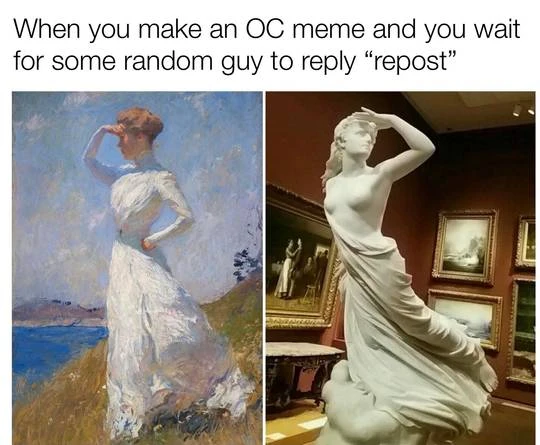 When you make an OC meme and you wait
for some random guy to reply “repost”